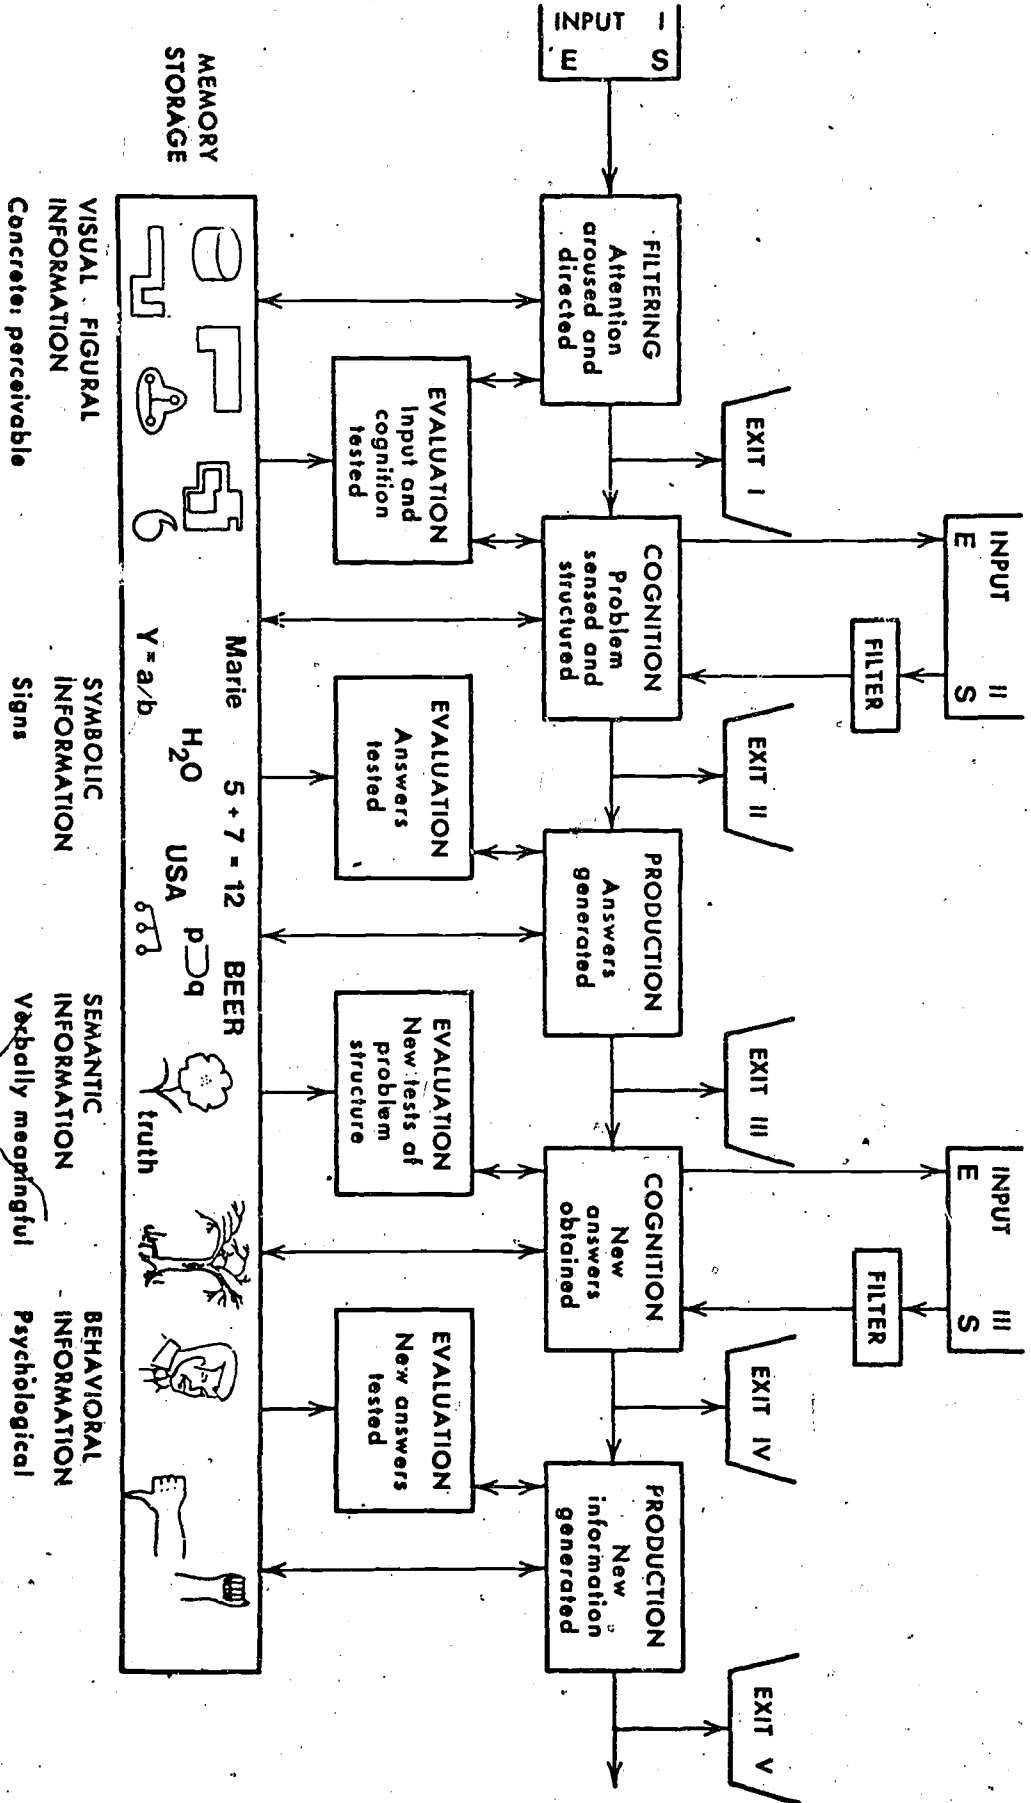 INPUT I
E S
FILTERING
Attention
aroused and
directed
EXIT I
EVALUATION
Input and
cognition
tested
INPUT II
E S
FILTER
COGNITION
Problem
sensed and
structured
EXIT II
EVALUATION
Answers
tested
PRODUCTION
Answers
generated
EXIT III
EVALUATION
New tests of
problem
structure
INPUT III
E S
FILTER
COGNITION
New
answers
obtained
EXIT IV
EVALUATION
New answers
tested
PRODUCTION
New
information
generated
EXIT V
MEMORY
STORAGE
Marie 5 + 7 = 12 BEER
p⊃q
H₂O USA
Y = a/b
truth
VISUAL - FIGURAL
INFORMATION
Concrete: perceivable
SYMBOLIC
INFORMATION
Signs
SEMANTIC
INFORMATION
Verbally meaningful
BEHAVIORAL
INFORMATION
Psychological